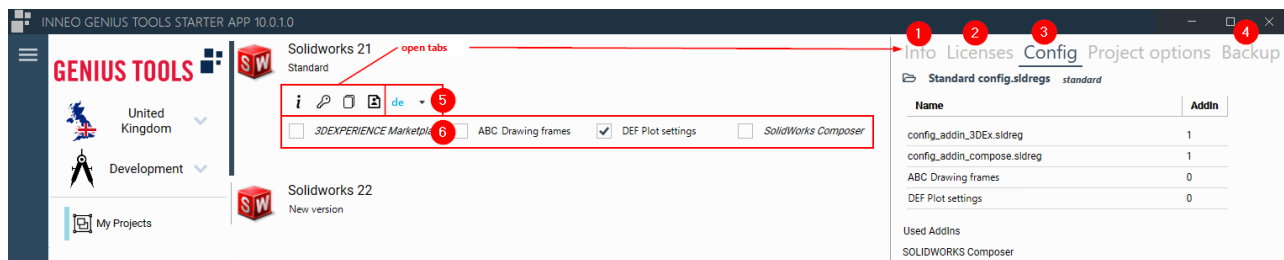 INNEO GENIUS TOOLS STARTER APP 10.0.1.0
GENIUS TOOLS
United
Kingdom
Development
My Projects
SW
Solidworks 21
Standard
open tabs
i
de
5
3DEXPERIENCE
6
ABC Drawing frames
DEF Plot settings
SolidWorks Composer
SW
Solidworks 22
New version
1
2
3
4
Info Licenses Config Project options Backup
Standard config.sldregs standard
Name AddIn
config_addin_3DEx.sldreg 1
config_addin_compose.sldreg 1
ABC Drawing frames 0
DEF Plot settings 0
Used AddIns
SOLIDWORKS Composer